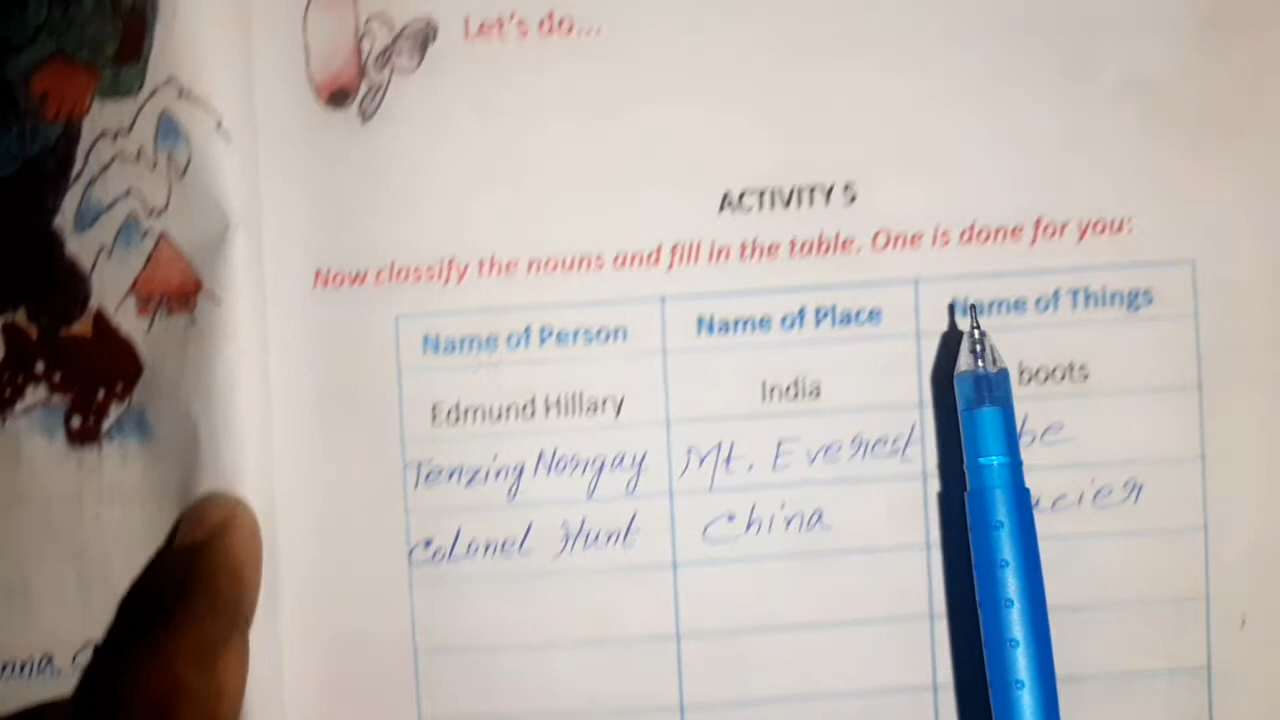 Let's do...
ACTIVITY 5
Now classify the nouns and fill in the table. One is done for you:
Name of Person Name of Place Name of Things
Edmund Hillary India boots
Tenzing Norgay Mt. Everest
Colonel Hunt China